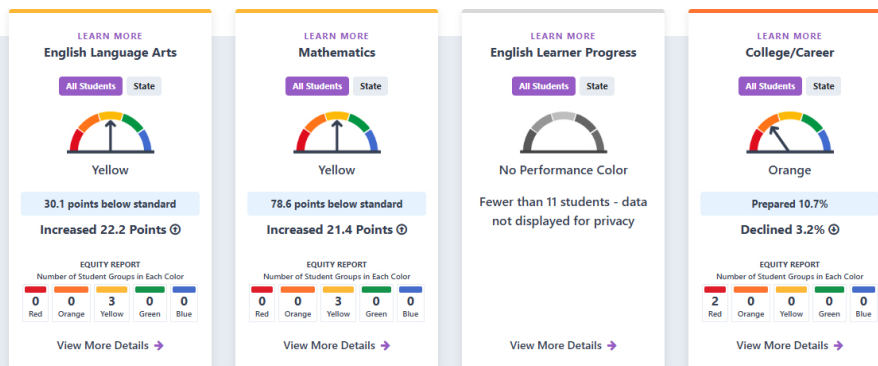 LEARN MORE
English Language Arts
All Students State
Yellow
30.1 points below standard
Increased 22.2 Points
EQUITY REPORT
Number of Student Groups in Each Color
0 0 3 0 0
Red Orange Yellow Green Blue
View More Details
LEARN MORE
Mathematics
All Students State
Yellow
78.6 points below standard
Increased 21.4 Points
EQUITY REPORT
Number of Student Groups in Each Color
0 0 3 0 0
Red Orange Yellow Green Blue
View More Details
LEARN MORE
English Learner Progress
All Students State
No Performance Color
Fewer than 11 students - data
not displayed for privacy
View More Details
LEARN MORE
College/Career
All Students State
Orange
Prepared 10.7%
Declined 3.2%
EQUITY REPORT
Number of Student Groups in Each Color
2 0 0 0 0
Red Orange Yellow Green Blue
View More Details